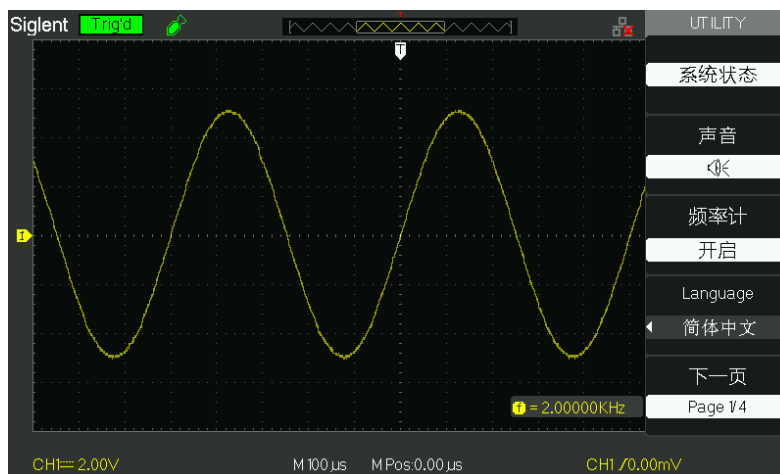 Siglent Trig'd
T
UTILITY
系统状态
声音
频率计
开启
Language
简体中文
下一页
Page 1/4
1
f = 2.00000KHz
CH1 2.00V M 100μs M Pos:0.00μs CH1 0.00mV